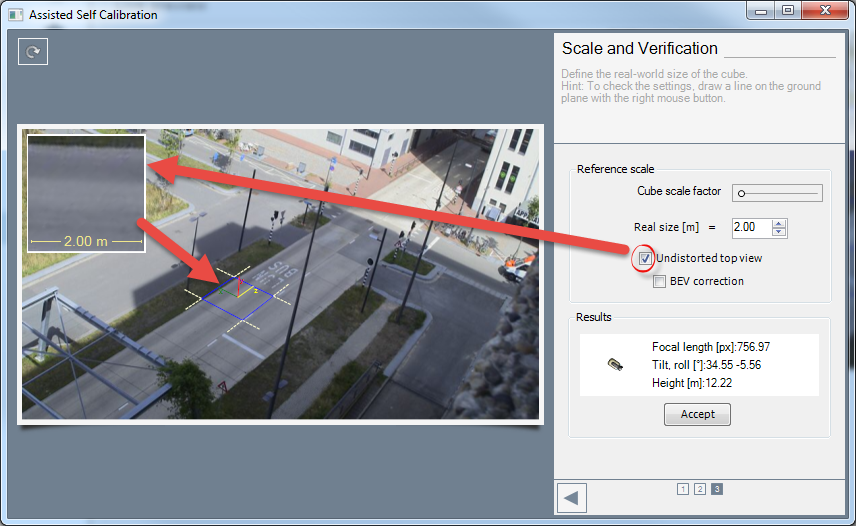 Assisted Self Calibration
Scale and Verification
Define the real-world size of the cube.
Hint: To check the settings, draw a line on the ground
plane with the right mouse button.
Reference scale
Cube scale factor
Real size [m] =
2.00
Undistorted top view
BEV correction
Results
Focal length [px]:756.97
Tilt, roll [°]:34.55 -5.56
Height [m]:12.22
Accept
1 2 3
2.00 m